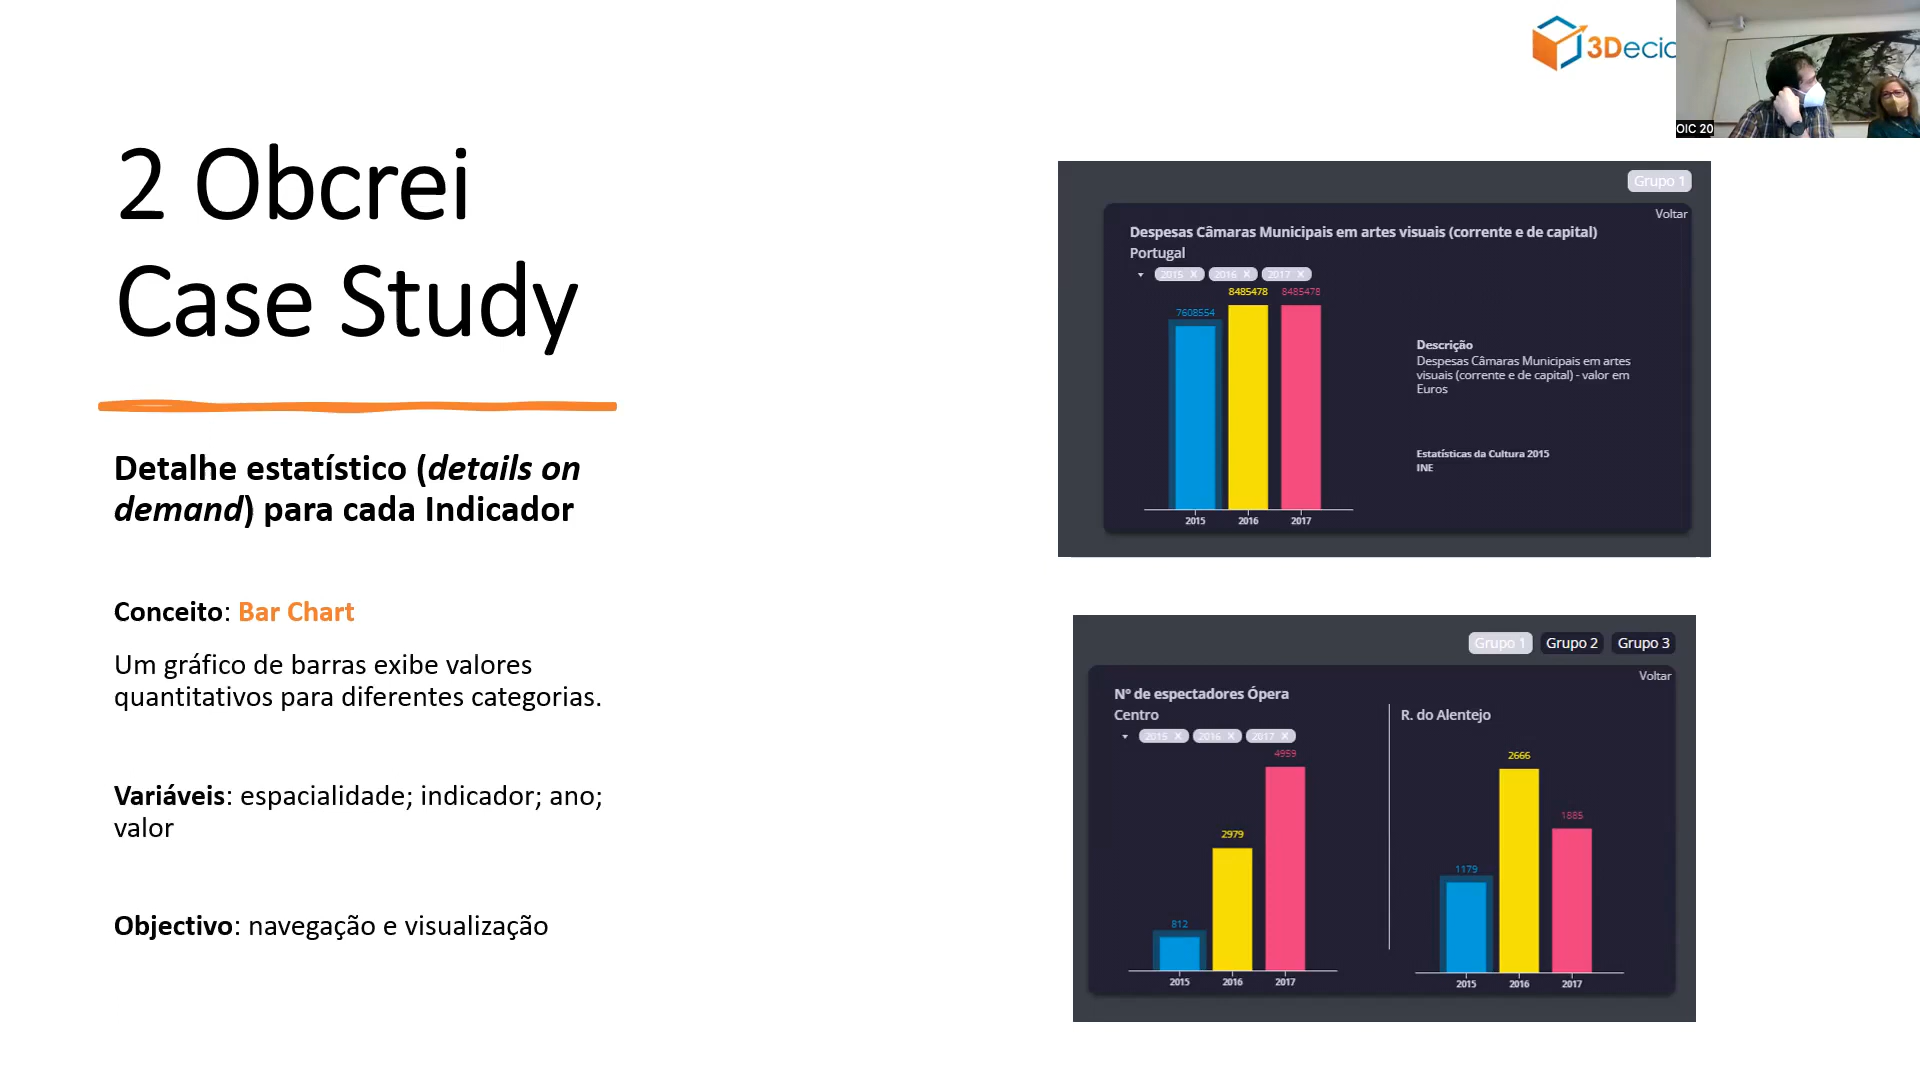 3Decid
OIC 20
2 Obcrei
Case Study
Detalhe estatístico (details on
demand) para cada Indicador
Conceito: Bar Chart
Um gráfico de barras exibe valores
quantitativos para diferentes categorias.
Variáveis: espacialidade; indicador; ano;
valor
Objectivo: navegação e visualização
Grupo 1
Voltar
Despesas Câmaras Municipais em artes visuais (corrente e de capital)
Portugal
2015 X 2016 X 2017 X
7608554 8485478 8485478
2015 2016 2017
Descrição
Despesas Câmaras Municipais em artes
visuais (corrente e de capital) - valor em
Euros
Estatísticas da Cultura 2015
INE
Grupo 1 Grupo 2 Grupo 3
Voltar
Nº de espectadores Ópera
Centro
2015 X 2016 X 2017 X
812 2979 4959
2015 2016 2017
R. do Alentejo
1179 2666 1885
2015 2016 2017